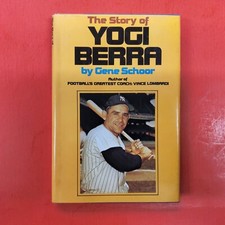 The Story of
YOGI
BERRA
by Gene Schoor
Author of
FOOTBALL'S GREATEST COACH: VINCE LOMBARDI